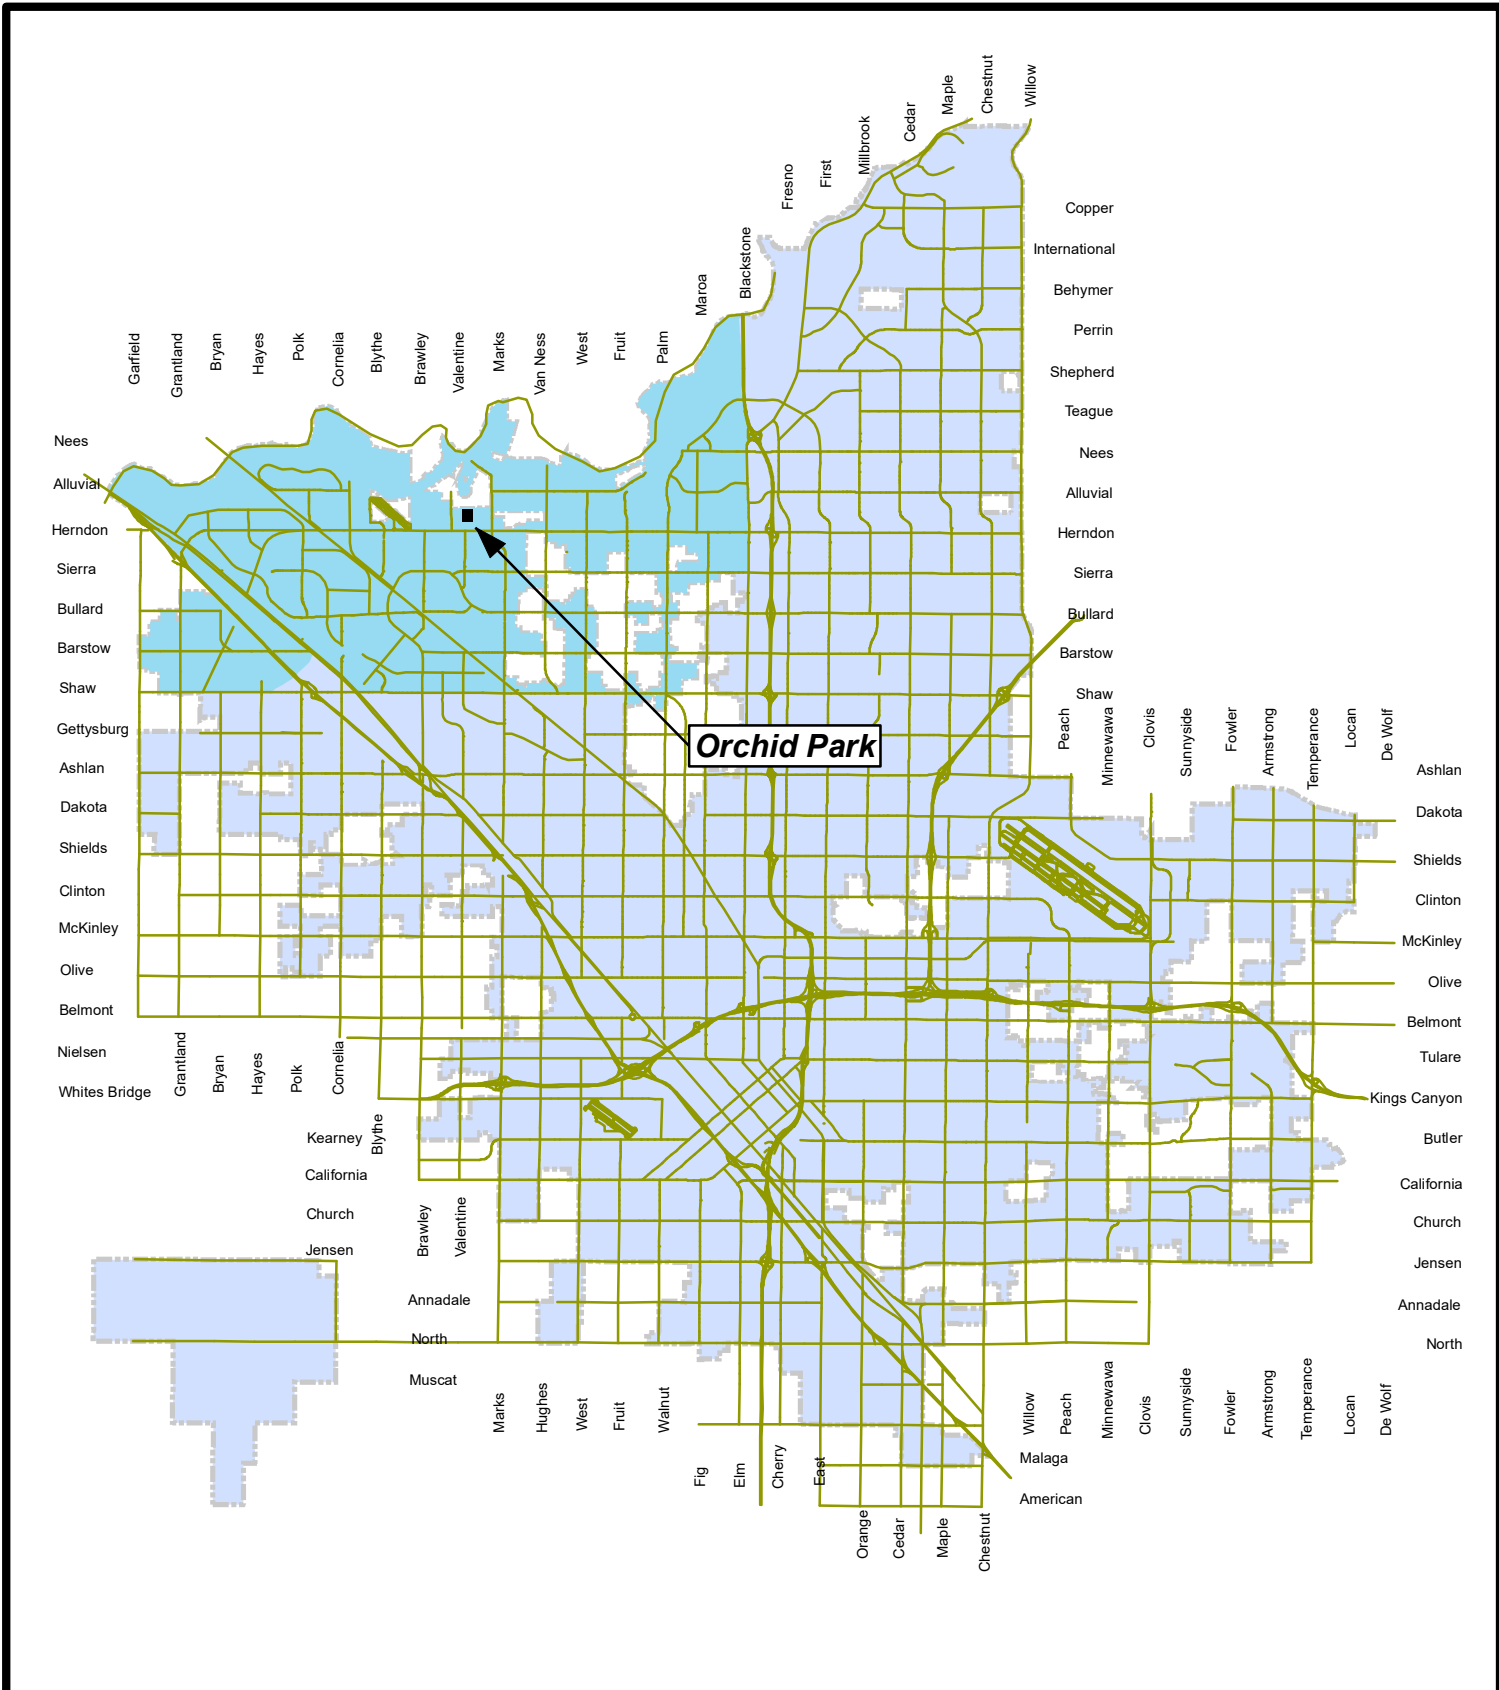 Willow
Chestnut
Maple
Cedar
Millbrook
First
Fresno
Blackstone
Maroa
Palm
Fruit
West
Van Ness
Marks
Valentine
Brawley
Blythe
Cornelia
Polk
Hayes
Bryan
Grantland
Garfield
Copper
International
Behymer
Perrin
Shepherd
Teague
Nees
Alluvial
Herndon
Sierra
Bullard
Barstow
Shaw
Nees
Alluvial
Herndon
Sierra
Bullard
Barstow
Shaw
Gettysburg
Ashlan
Dakota
Shields
Clinton
McKinley
Olive
Belmont
Nielsen
Whites Bridge
Orchid Park
Peach
Minnewawa
Clovis
Sunnyside
Fowler
Armstrong
Temperance
Locan
De Wolf
Ashlan
Dakota
Shields
Clinton
McKinley
Olive
Belmont
Tulare
Kings Canyon
Butler
California
Church
Jensen
Annadale
North
Grantland
Bryan
Hayes
Polk
Cornelia
Blythe
Kearney
California
Church
Jensen
Brawley
Valentine
Annadale
North
Muscat
Marks
Hughes
West
Fruit
Walnut
Fig
Elm
Cherry
East
Orange
Cedar
Maple
Chestnut
Willow
Peach
Minnewawa
Clovis
Sunnyside
Fowler
Armstrong
Temperance
Locan
De Wolf
Malaga
American